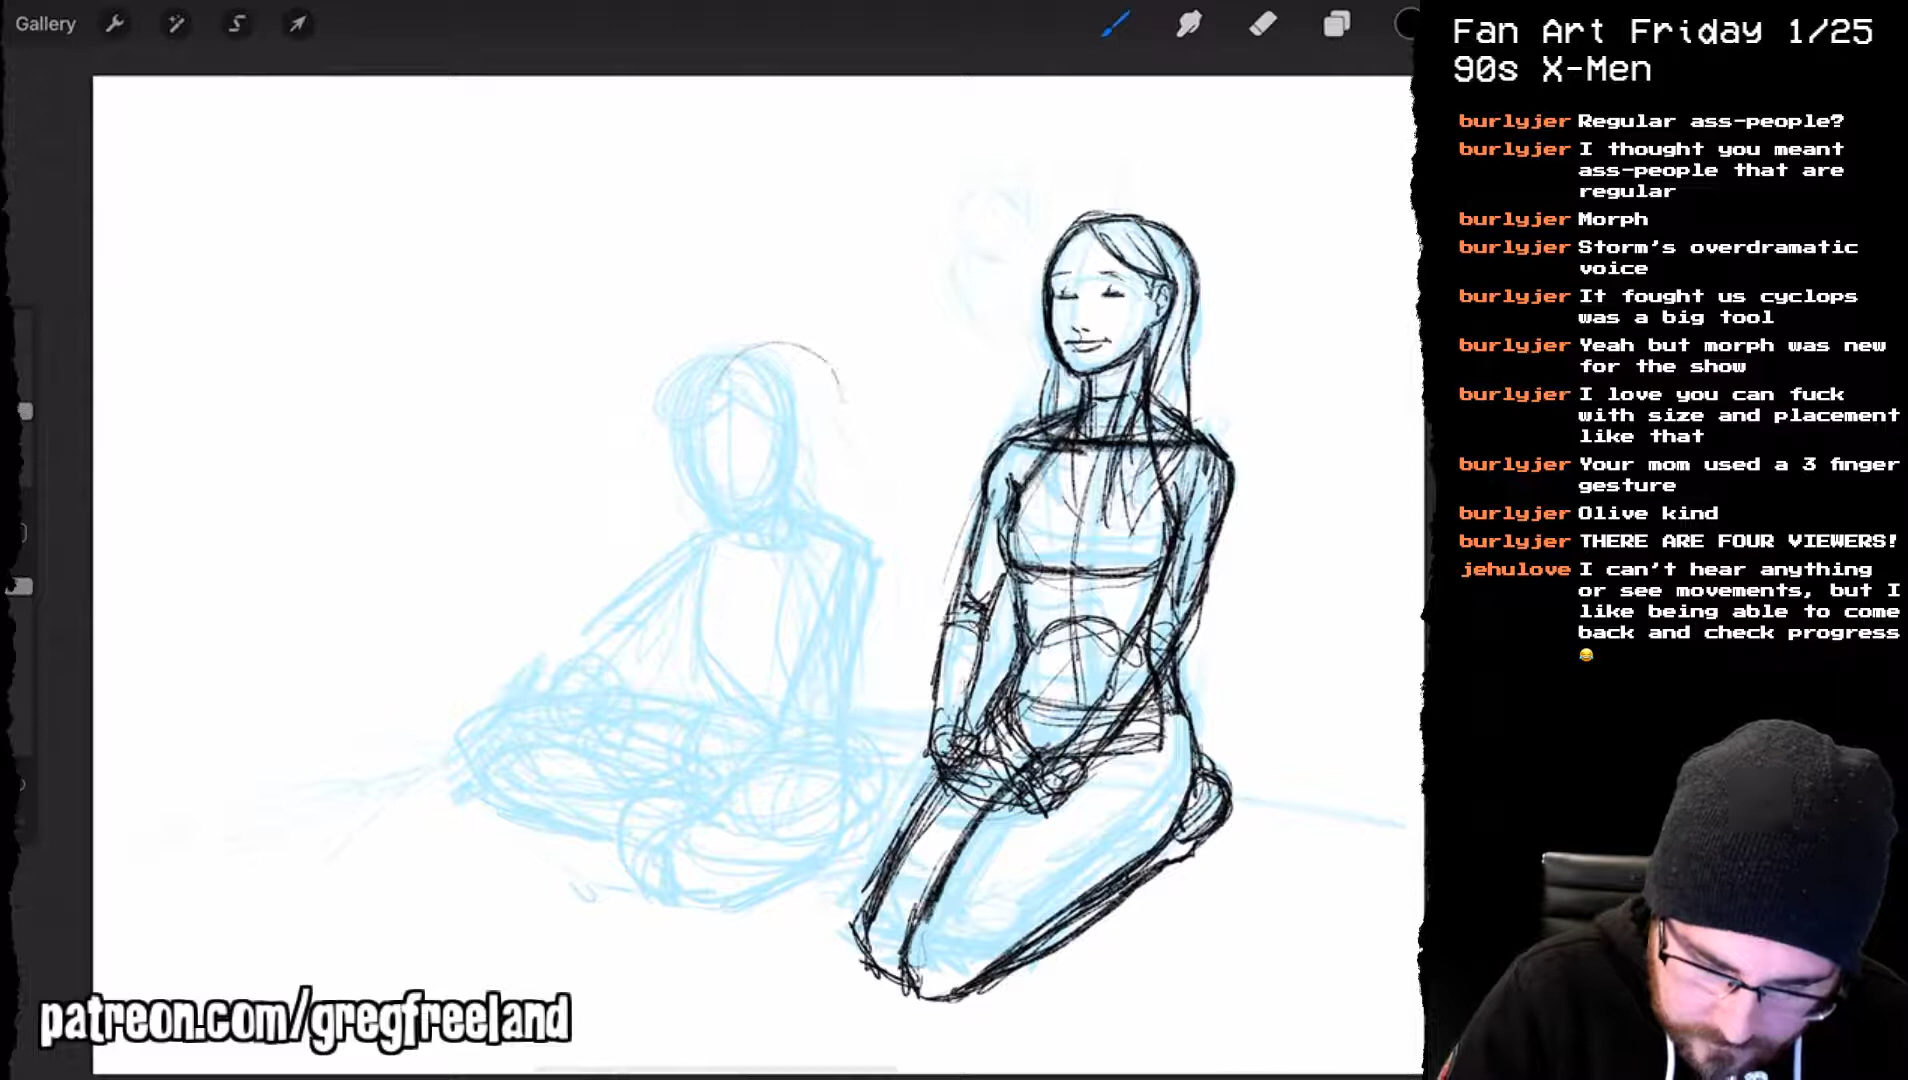 Gallery
Fan Art Friday 1/25
90s X-Men
burlyjer Regular ass-people?
burlyjer I thought you meant
ass-people that are
regular
burlyjer Morph
burlyjer Storm's overdramatic
voice
burlyjer It fought us cyclops
was a big tool
burlyjer Yeah but morph was new
for the show
burlyjer I love you can fuck
with size and placement
like that
burlyjer Your mom used a 3 finger
gesture
burlyjer Olive kind
burlyjer THERE ARE FOUR VIEWERS!
jehulove I can't hear anything
or see movements, but I
like being able to come
back and check progress
😂
patreon.com/gregfreeland